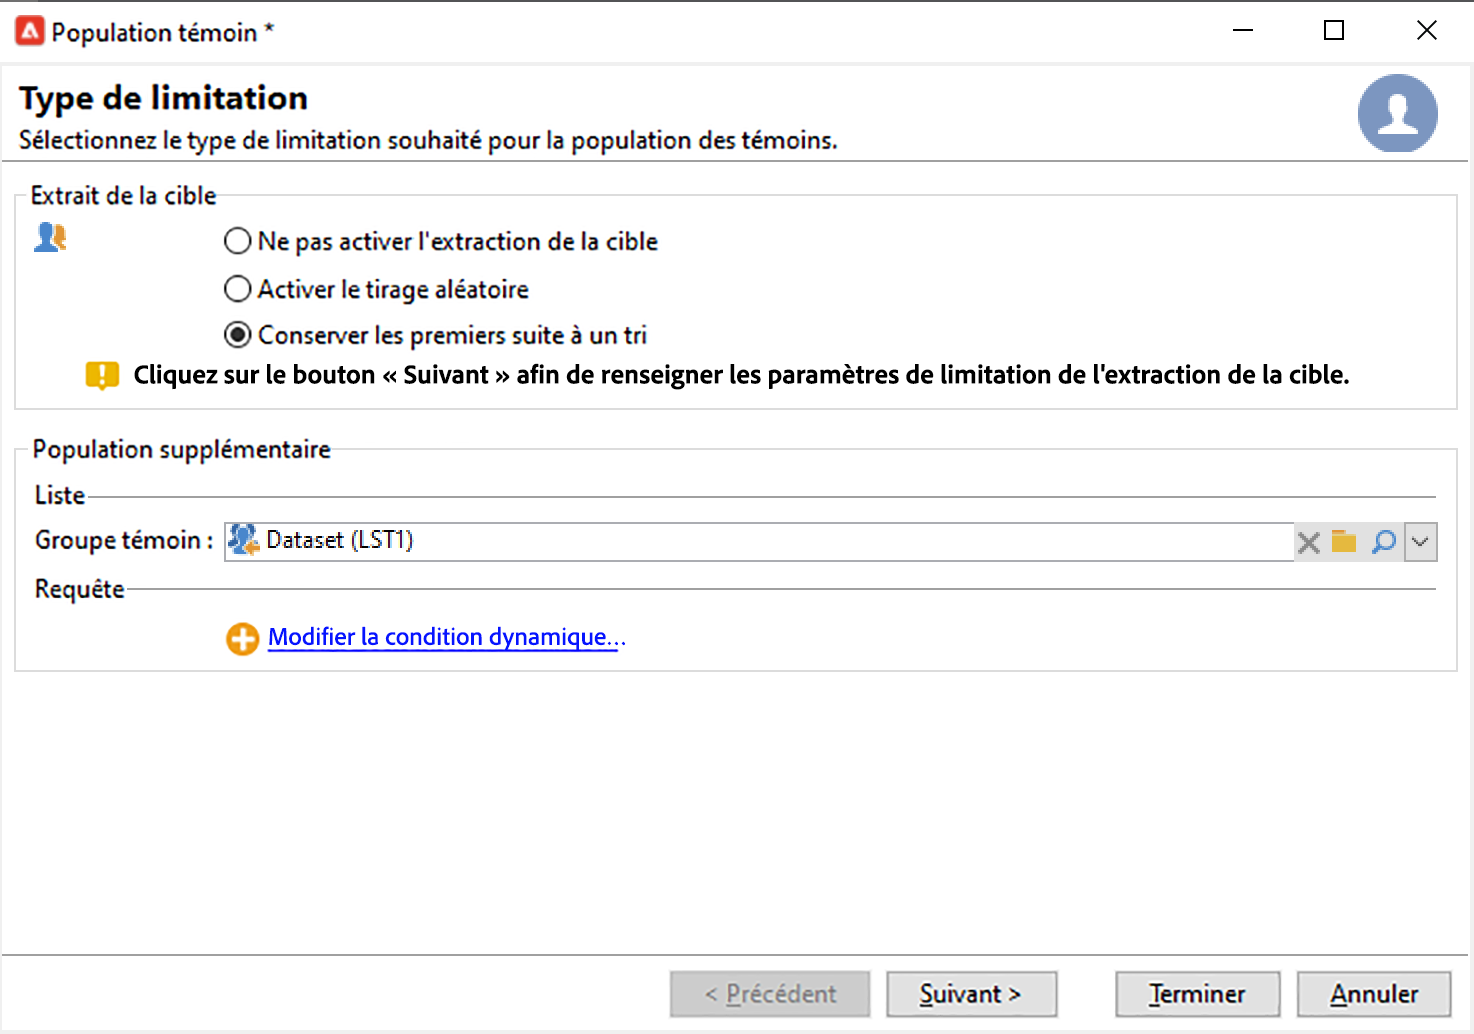 Population témoin *
Type de limitation
Sélectionnez le type de limitation souhaité pour la population des témoins.
Extrait de la cible
Ne pas activer l'extraction de la cible
Activer le tirage aléatoire
Conserver les premiers suite à un tri
Cliquez sur le bouton « Suivant » afin de renseigner les paramètres de limitation de l'extraction de la cible.
Population supplémentaire
Liste
Groupe témoin : Dataset (LST1)
Requête
Modifier la condition dynamique...
< Précédent Suivant > Terminer Annuler